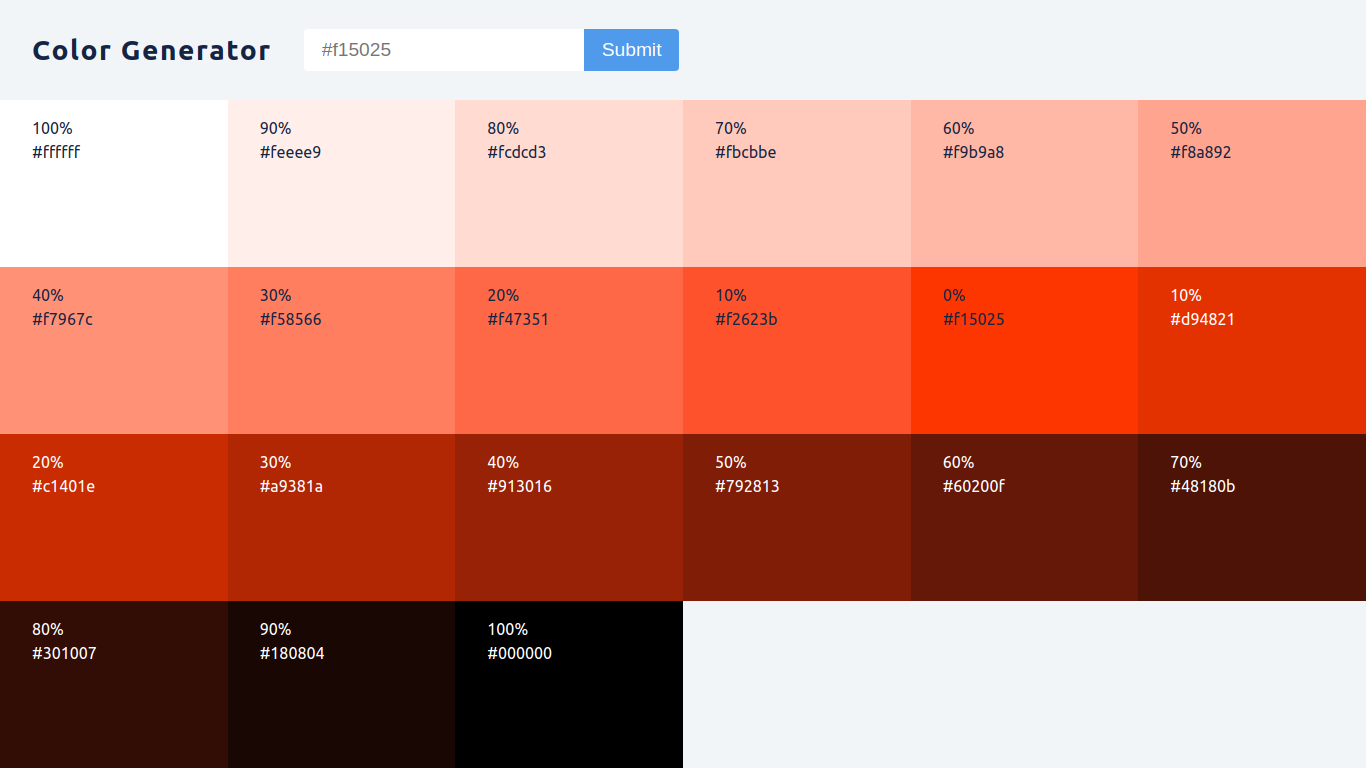 Color Generator
#f15025
Submit
100%
#ffffff
90%
#feeee9
80%
#fcdcd3
70%
#fbcbbe
60%
#f9b9a8
50%
#f8a892
40%
#f7967c
30%
#f58566
20%
#f47351
10%
#f2623b
0%
#f15025
10%
#d94821
20%
#c1401e
30%
#a9381a
40%
#913016
50%
#792813
60%
#60200f
70%
#48180b
80%
#301007
90%
#180804
100%
#000000